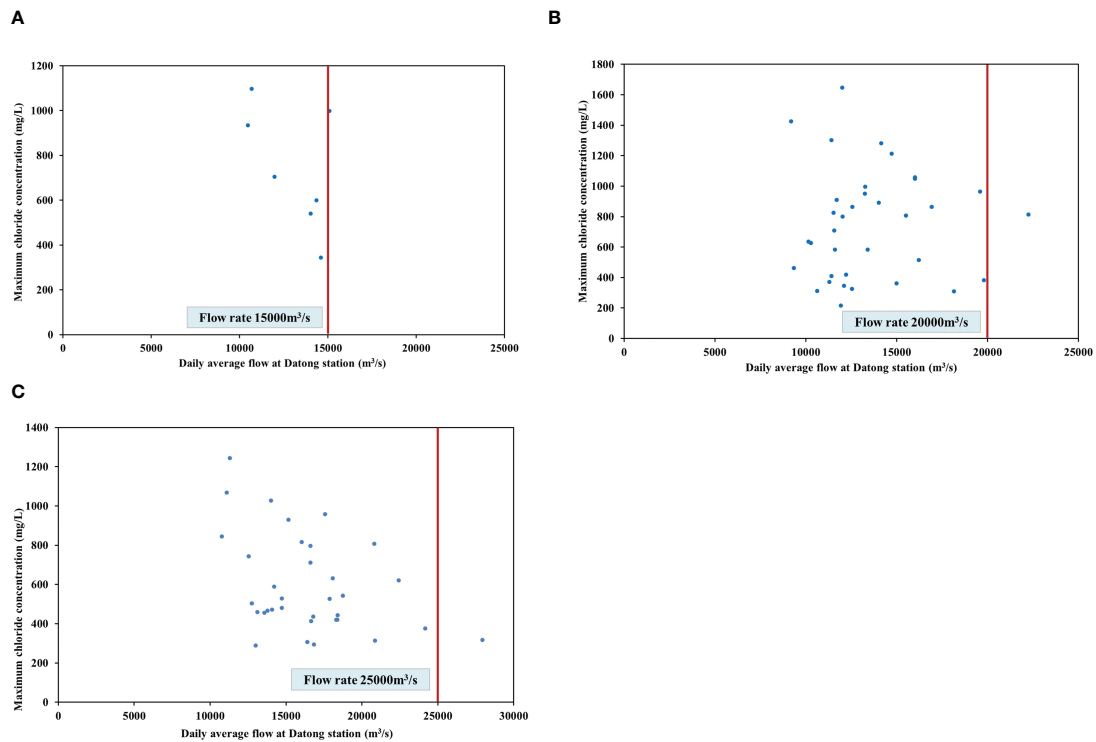 A
Maximum chloride concentration (mg/L)
1200
1000
800
600
400
200
0
Flow rate 15000m³/s
0 5000 10000 15000 20000 25000
Daily average flow at Datong station (m³/s)
B
Maximum chloride concentration (mg/L)
1800
1600
1400
1200
1000
800
600
400
200
0
Flow rate 20000m³/s
0 5000 10000 15000 20000 25000
Daily average flow at Datong station (m³/s)
C
Maximum chloride concentration (mg/L)
1400
1200
1000
800
600
400
200
0
Flow rate 25000m³/s
0 5000 10000 15000 20000 25000 30000
Daily average flow at Datong station (m³/s)